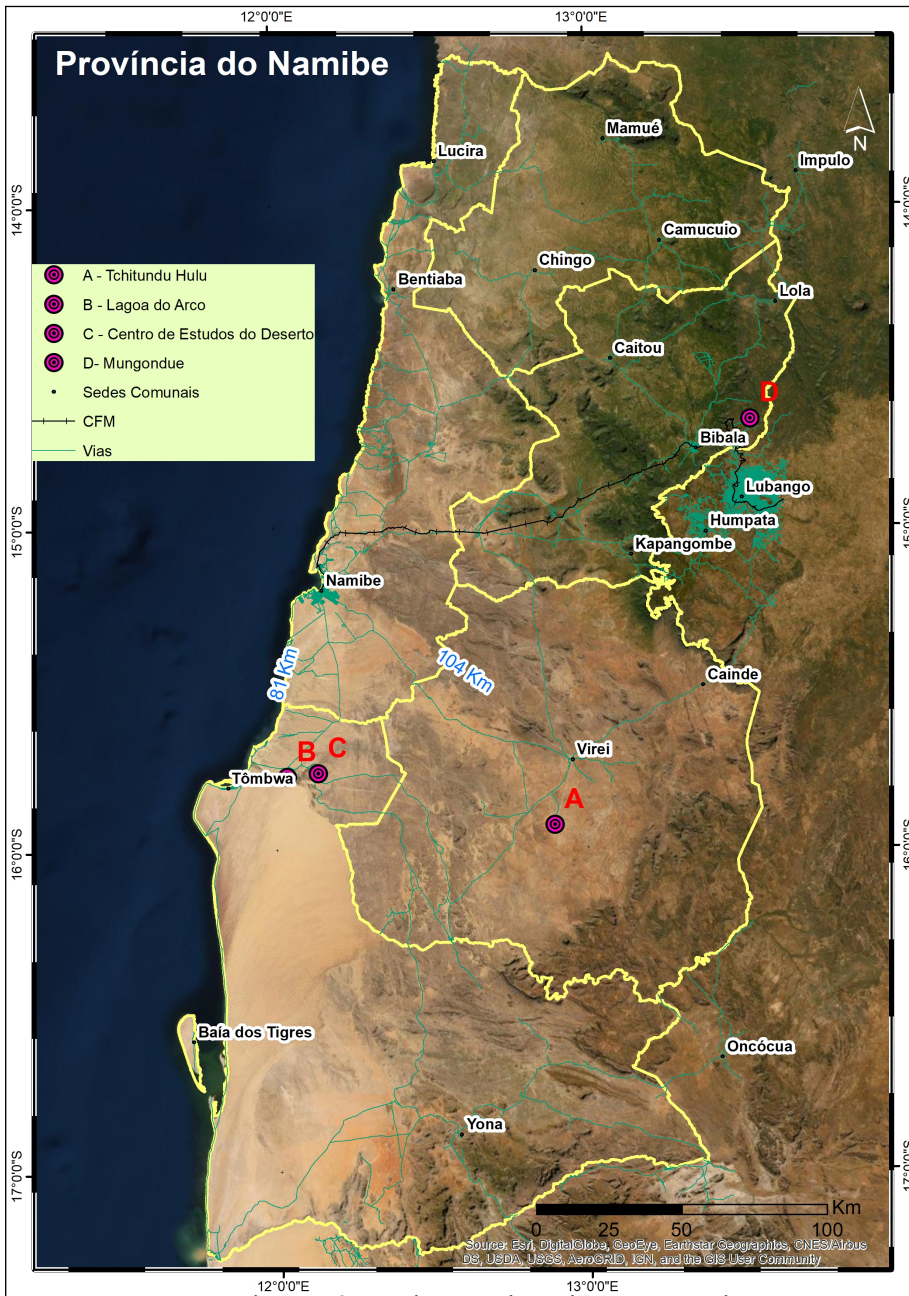 12°0'0"E
13°0'0"E
Província do Namibe
N
Mamué
Lucira
Impulo
14°0'0"S
14°0'0"S
Camucuio
Chingo
A - Tchitundu Hulu
Bentiaba
Lola
B - Lagoa do Arco
C - Centro de Estudos do Deserto
D- Mungondue
Caitou
Sedes Comunais
D
CFM
Bibala
Vias
Lubango
Humpata
15°0'0"S
15°0'0"S
Kapangombe
Namibe
81 Km
104 Km
Cainde
B
C
Virei
Tômbwa
A
16°0'0"S
16°0'0"S
Baía dos Tigres
Oncócua
Yona
17°0'0"S
17°0'0"S
Km
0
50
100
Source: Esri, DigitalGlobe, GeoEye, Earthstar Geographics, CNES/Airbus
DS, USDA, USGS, AeroGRID, IGN, and the GIS User Community
12°0'0"E
13°0'0"E